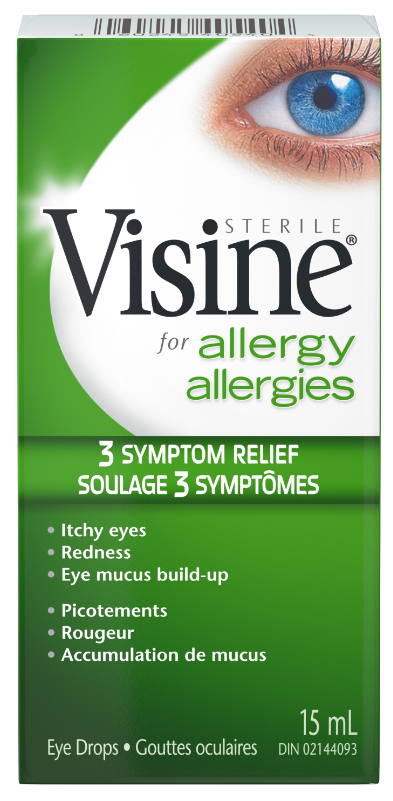 STERILE
Visine®
for allergy
allergies
3 SYMPTOM RELIEF
SOULAGE 3 SYMPTÔMES
• Itchy eyes
• Redness
• Eye mucus build-up
• Picotements
• Rougeur
• Accumulation de mucus
15 mL
Eye Drops • Gouttes oculaires DIN 02144093